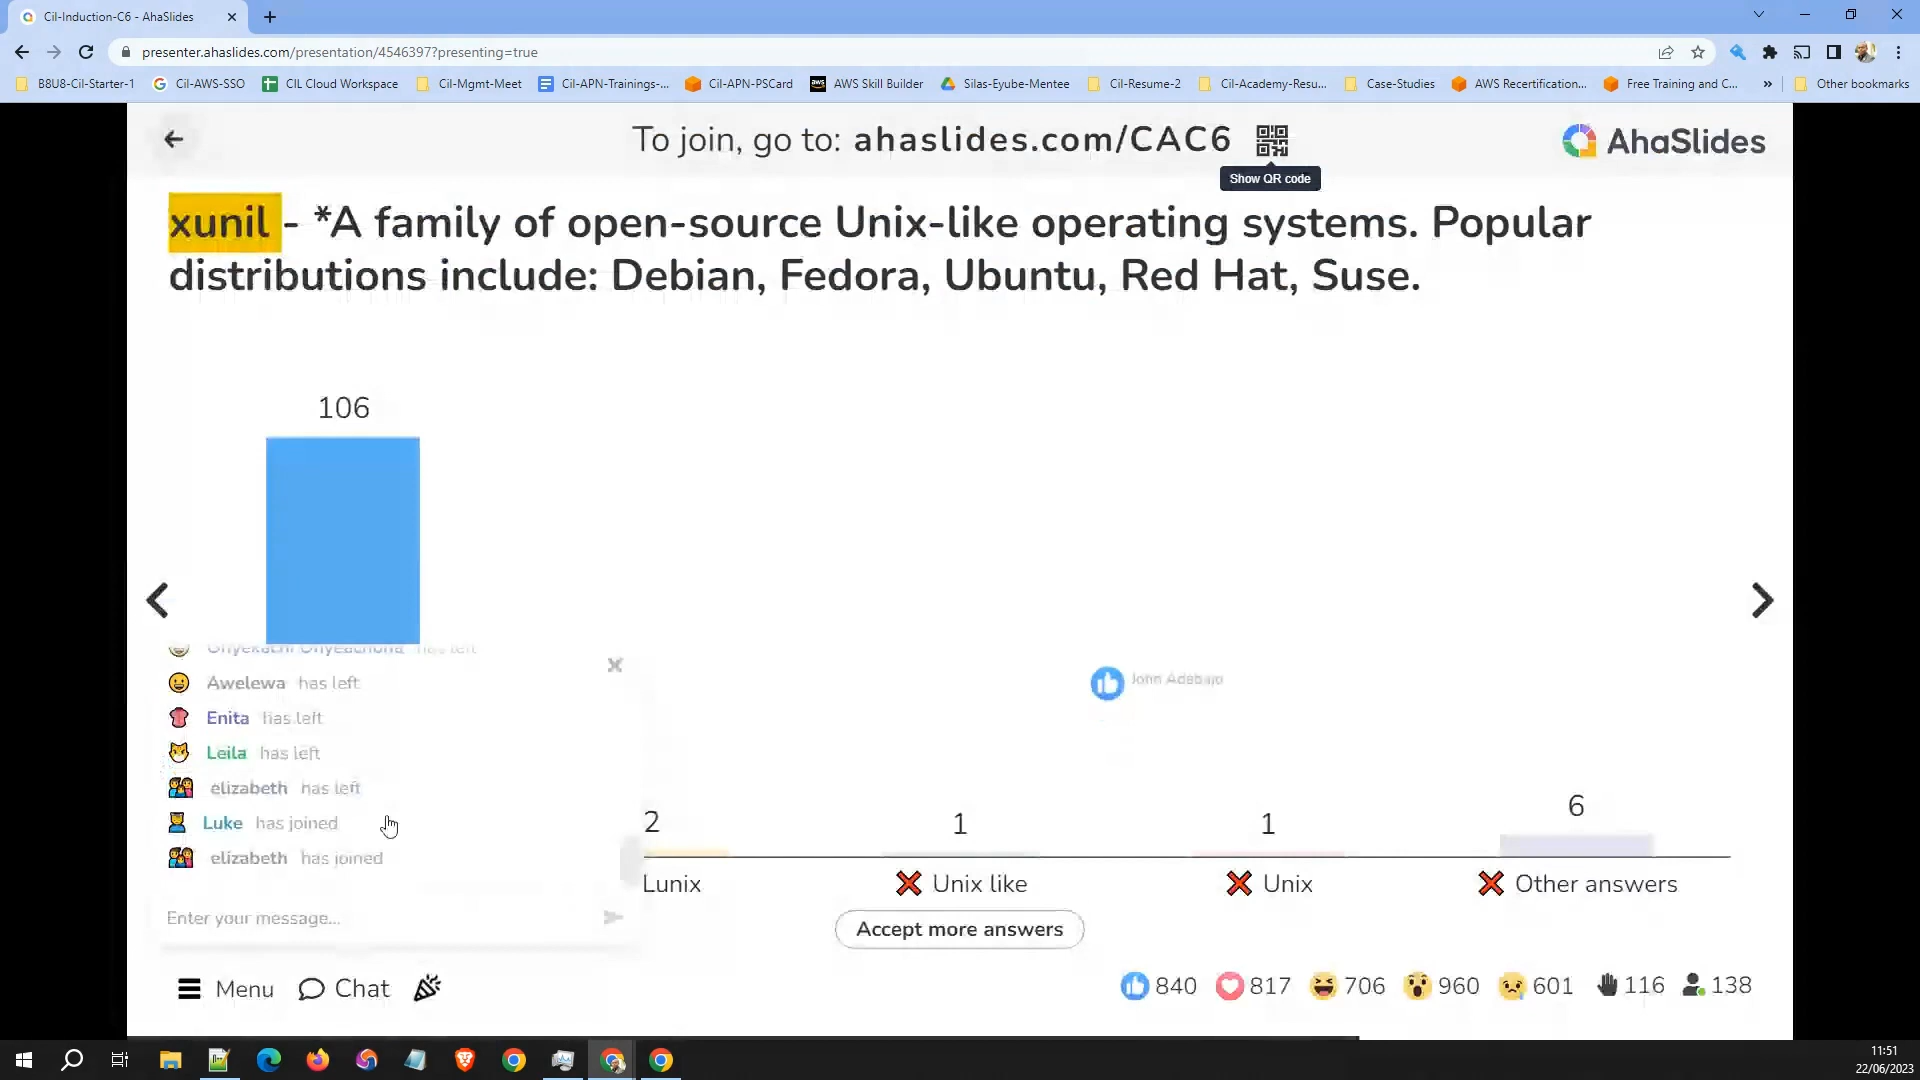 Cil-Induction-C6 - AhaSlides
presenter.ahaslides.com/presentation/4546397?presenting=true
B8U8-Cil-Starter-1 Cil-AWS-SSO CIL Cloud Workspace Cil-Mgmt-Meet Cil-APN-Trainings-... Cil-APN-PSCard AWS Skill Builder Silas-Eyube-Mentee Cil-Resume-2 Cil-Academy-Resu... Case-Studies AWS Recertification... Free Training and C... » Other bookmarks
To join, go to: ahaslides.com/CAC6
AhaSlides
Show QR code
xunil - *A family of open-source Unix-like operating systems. Popular
distributions include: Debian, Fedora, Ubuntu, Red Hat, Suse.
106
has left
Awelewa has left
Enita has left
Leila has left
elizabeth has left
Luke has joined
elizabeth has joined
Enter your message...
John Adebajo
2 1 1 6
Lunix Unix like Unix Other answers
Accept more answers
Menu Chat
840 817 706 960 601 116 138
11:51
22/06/2023